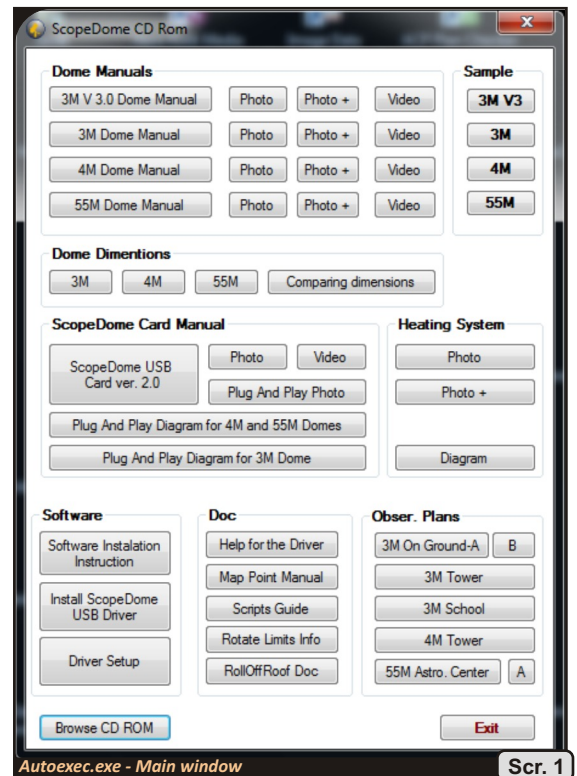 ScopeDome CD Rom
Dome Manuals
Sample
3M V 3.0 Dome Manual Photo Photo + Video 3M V3
3M Dome Manual Photo Photo + Video 3M
4M Dome Manual Photo Photo + Video 4M
55M Dome Manual Photo Photo + Video 55M
Dome Dimentions
3M 4M 55M Comparing dimensions
ScopeDome Card Manual
ScopeDome USB
Card ver. 2.0
Photo Video
Plug And Play Photo
Plug And Play Diagram for 4M and 55M Domes
Plug And Play Diagram for 3M Dome
Heating System
Photo
Photo +
Diagram
Software
Software Instalation
Instruction
Install ScopeDome
USB Driver
Driver Setup
Doc
Help for the Driver
Map Point Manual
Scripts Guide
Rotate Limits Info
RollOffRoof Doc
Obser. Plans
3M On Ground-A B
3M Tower
3M School
4M Tower
55M Astro. Center A
Browse CD ROM
Exit
Autoexec.exe - Main window
Scr. 1